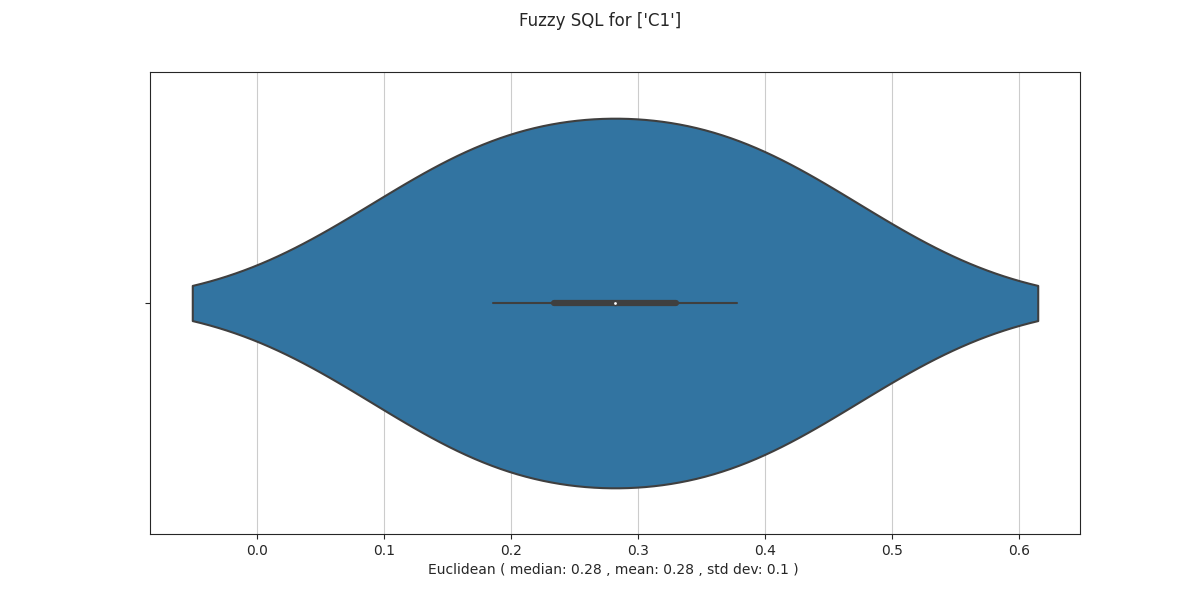 Fuzzy SQL for ['C1']
0.0 0.1 0.2 0.3 0.4 0.5 0.6
Euclidean ( median: 0.28 , mean: 0.28 , std dev: 0.1 )